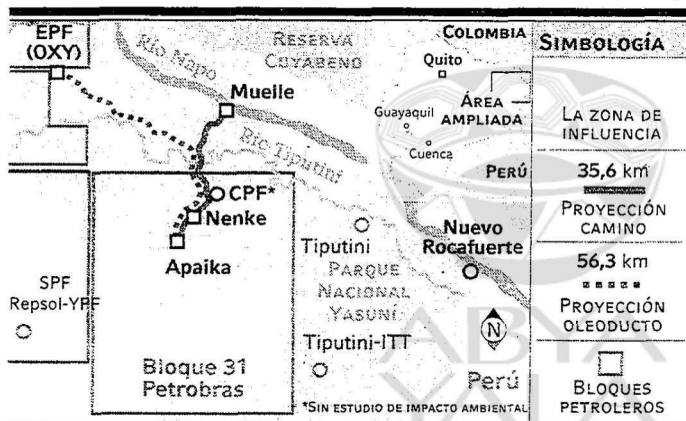 EPF
(OXY)
Río Napo
RESERVA
CUYABENO
COLOMBIA
Quito
ÁREA
AMPLIADA
Guayaquil
Cuenca
PERÚ
Muelle
Río Tiputini
CPF*
Nenke
Apaika
Tiputini
PARQUE
NACIONAL
YASUNÍ
Nuevo
Rocafuerte
SPF
Repsol-YPF
Tiputini-ITT
N
Bloque 31
Petrobras
Perú
*SIN ESTUDIO DE IMPACTO AMBIENTAL
SIMBOLOGÍA
LA ZONA DE
INFLUENCIA
35,6 km
PROYECCIÓN
CAMINO
56,3 km
PROYECCIÓN
OLEODUCTO
BLOQUES
PETROLEROS
ABYA
YALA